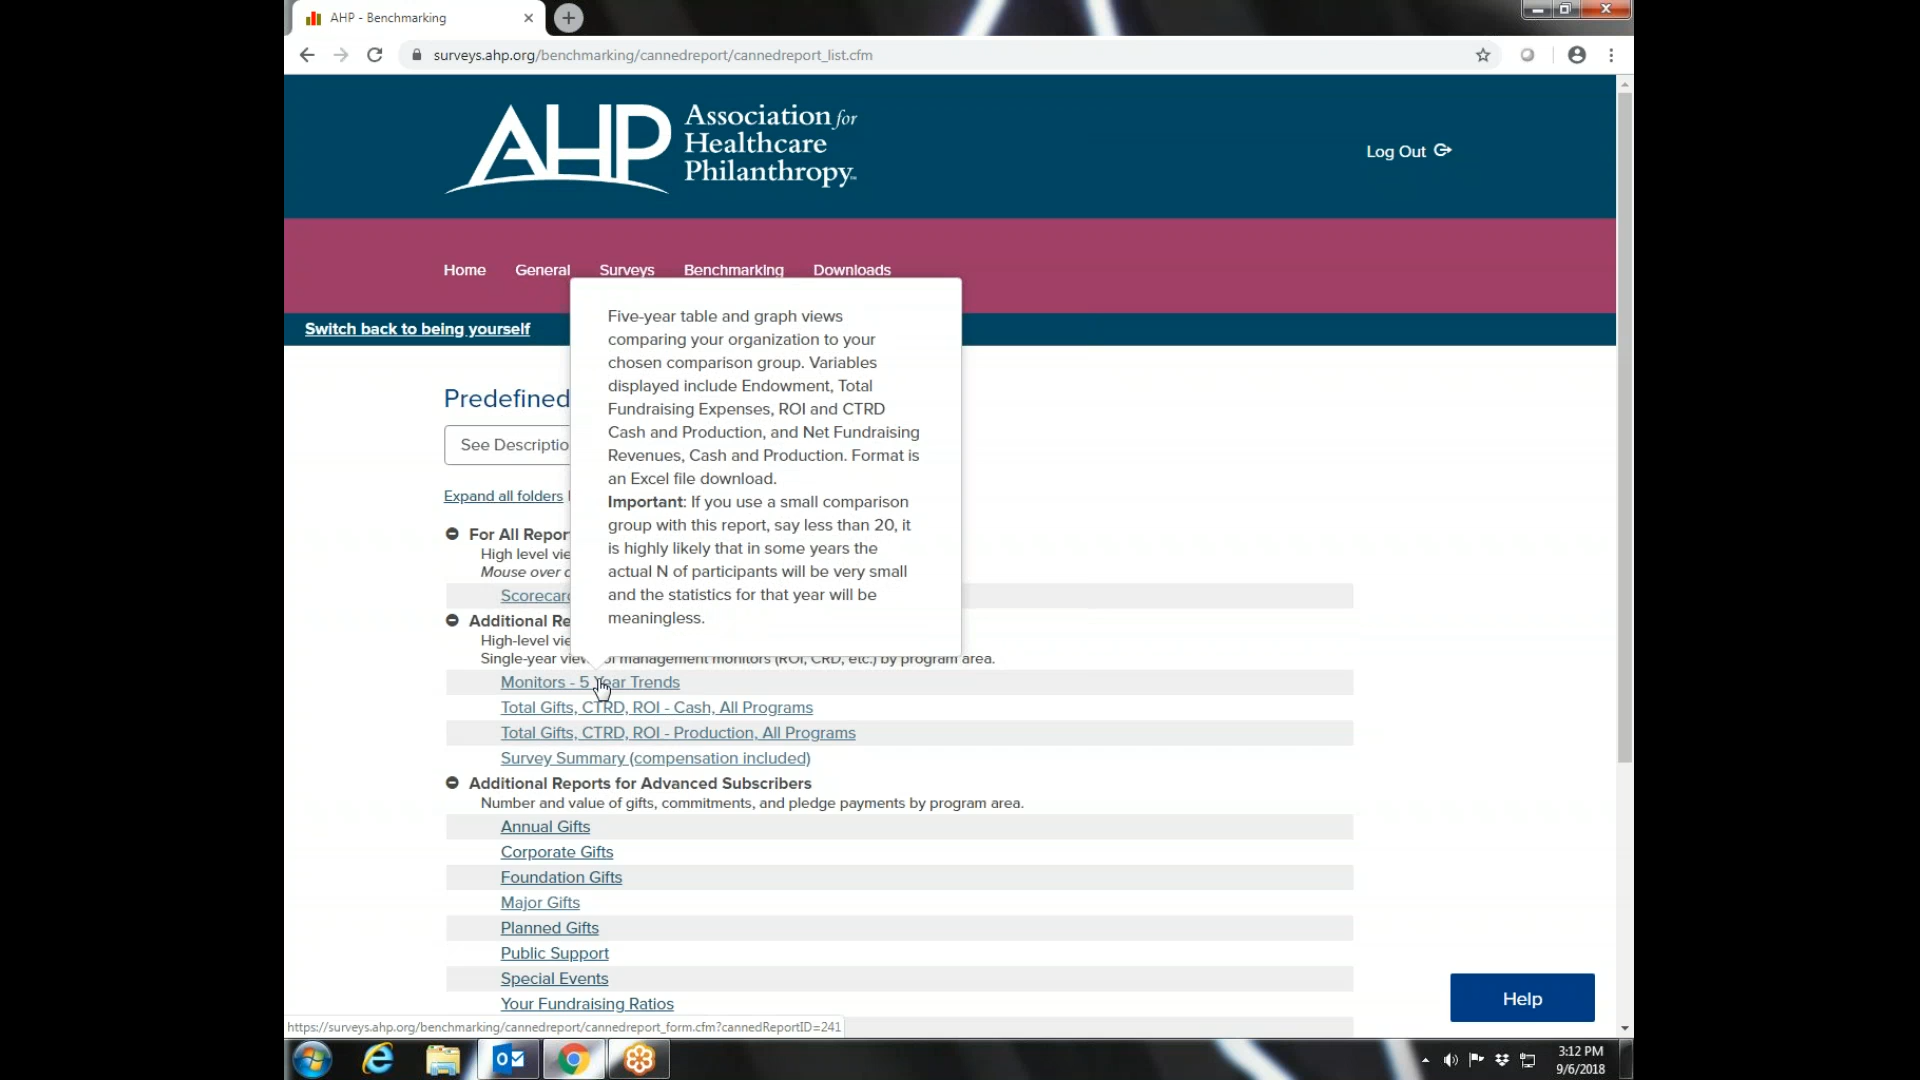 AHP - Benchmarking
surveys.ahp.org/benchmarking/cannedreport/cannedreport_list.cfm
AHP
Association for
Healthcare
Philanthropy
Log Out
Home General Surveys Benchmarking Downloads
Switch back to being yourself
Five-year table and graph views
comparing your organization to your
chosen comparison group. Variables
displayed include Endowment, Total
Fundraising Expenses, ROI and CTRD
Cash and Production, and Net Fundraising
Revenues, Cash and Production. Format is
an Excel file download.
Important: If you use a small comparison
group with this report, say less than 20, it
is highly likely that in some years the
actual N of participants will be very small
and the statistics for that year will be
meaningless.
Predefined
See Descriptio
Expand all folders
For All Repor
High level vie
Mouse over
Scorecar
Additional Re
High-level vie
Single-year view of management monitors (ROI, CRD, etc.) by program area.
Monitors - 5 Year Trends
Total Gifts, CTRD, ROI - Cash, All Programs
Total Gifts, CTRD, ROI - Production, All Programs
Survey Summary (compensation included)
Additional Reports for Advanced Subscribers
Number and value of gifts, commitments, and pledge payments by program area.
Annual Gifts
Corporate Gifts
Foundation Gifts
Major Gifts
Planned Gifts
Public Support
Special Events
Your Fundraising Ratios
Help
https://surveys.ahp.org/benchmarking/cannedreport/cannedreport_form.cfm?cannedReportID=241
3:12 PM
9/6/2018